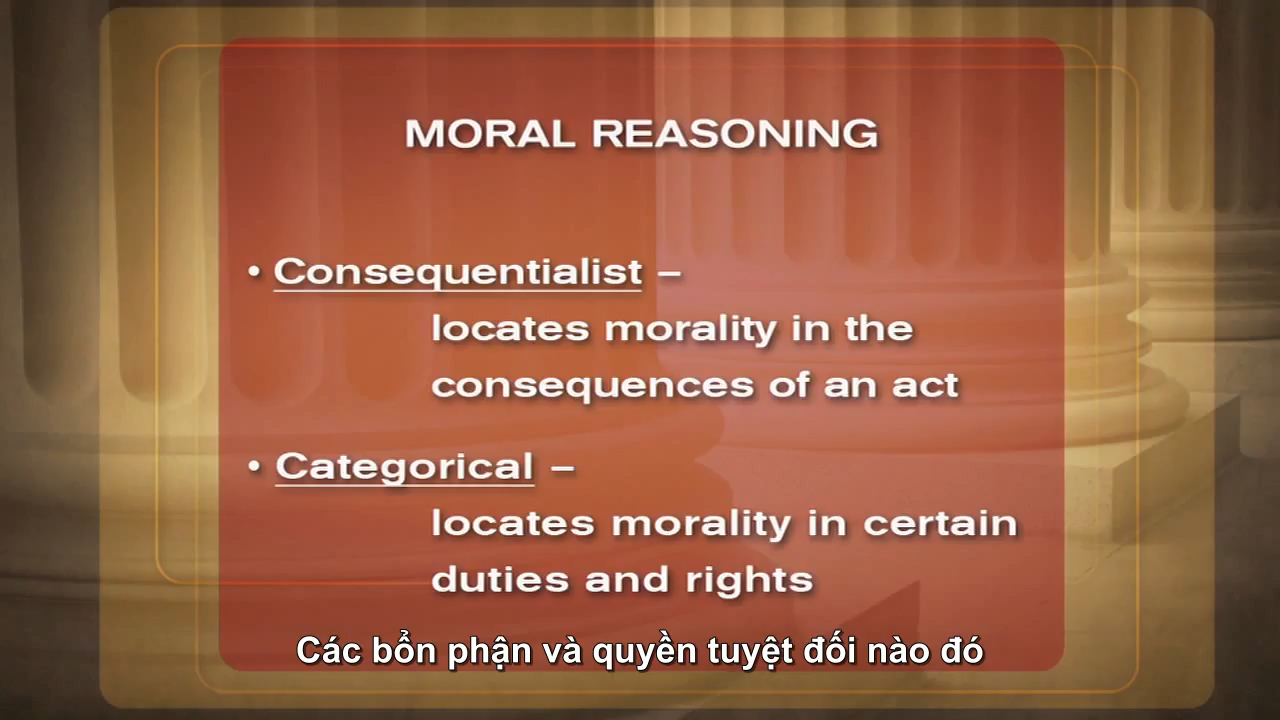 MORAL REASONING
• Consequentialist –
locates morality in the
consequences of an act
• Categorical –
locates morality in certain
duties and rights
Các bổn phận và quyền tuyệt đối nào đó